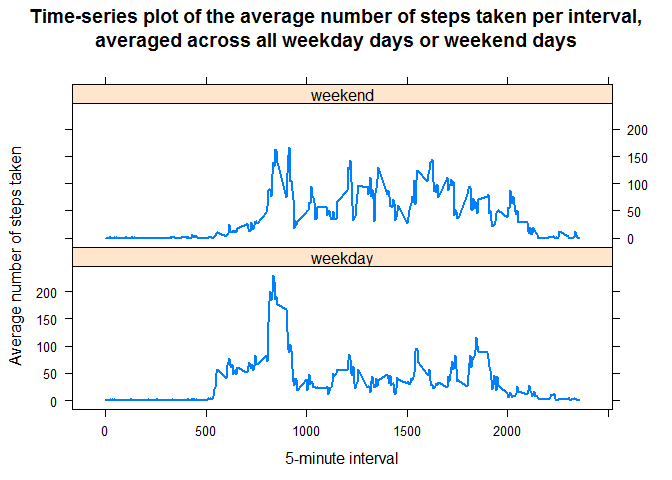 Time-series plot of the average number of steps taken per interval,
averaged across all weekday days or weekend days
weekend
200
150
100
50
0
weekday
200
150
100
50
0
Average number of steps taken
0 500 1000 1500 2000
5-minute interval